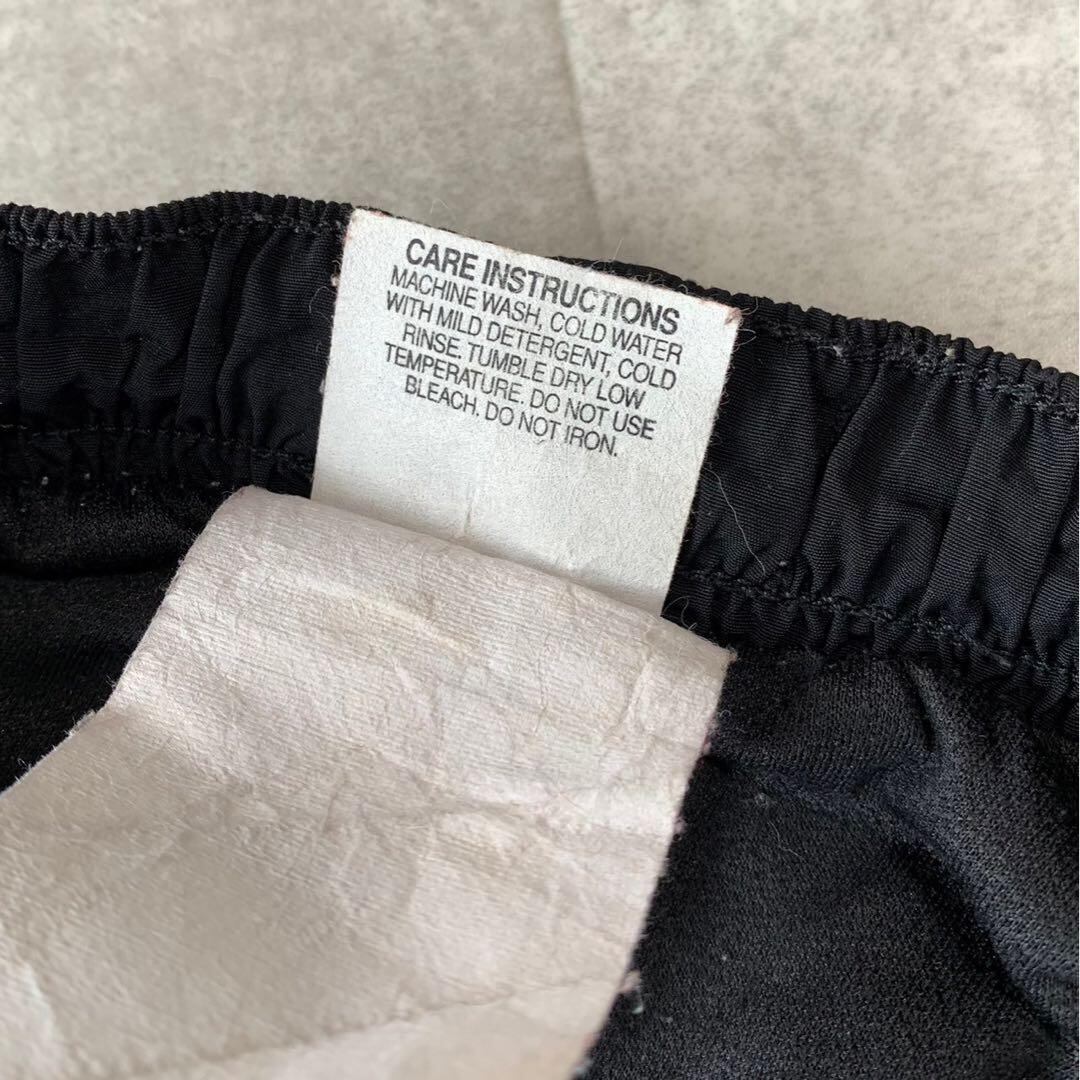 CARE INSTRUCTIONS
MACHINE WASH, COLD WATER
WITH MILD DETERGENT, COLD
RINSE. TUMBLE DRY LOW
TEMPERATURE. DO NOT USE
BLEACH. DO NOT IRON.